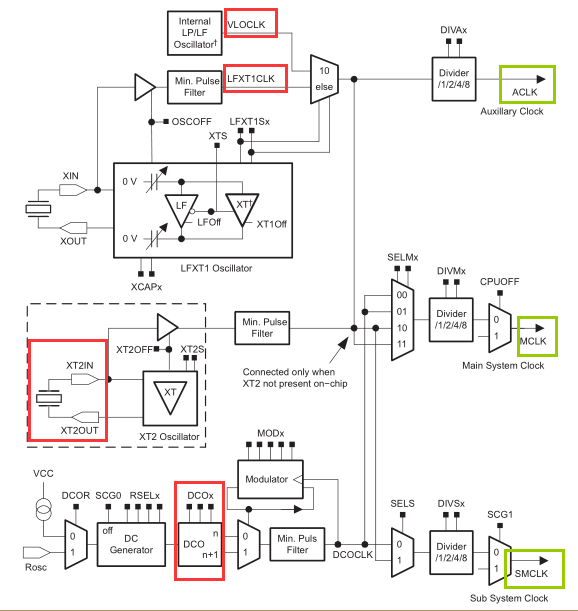 Internal
LP/LF
Oscillator†
VLOCLK
DIVAx
Min. Pulse
Filter
LFXT1CLK
10
else
Divider
/1/2/4/8
ACLK
Auxillary Clock
OSCOFF
XTS
LFXT1Sx
XIN
0 V
LF
XT†
LFOff
XT1Off
XOUT
0 V
LFXT1 Oscillator
XCAPx
SELMx
DIVMx
CPUOFF
00
01
10
11
Divider
/1/2/4/8
0
1
MCLK
Main System Clock
Min. Pulse
Filter
Connected only when
XT2 not present on−chip
XT2OFF
XT2S
XT2IN
XT
XT2OUT
XT2 Oscillator
MODx
Modulator
VCC
DCOR
SCG0
RSELx
DCOx
off
0
1
DC
Generator
DCO
n
n+1
0
1
Min. Puls
Filter
DCOCLK
Rosc
SELS
DIVSx
SCG1
0
1
Divider
/1/2/4/8
0
1
SMCLK
Sub System Clock